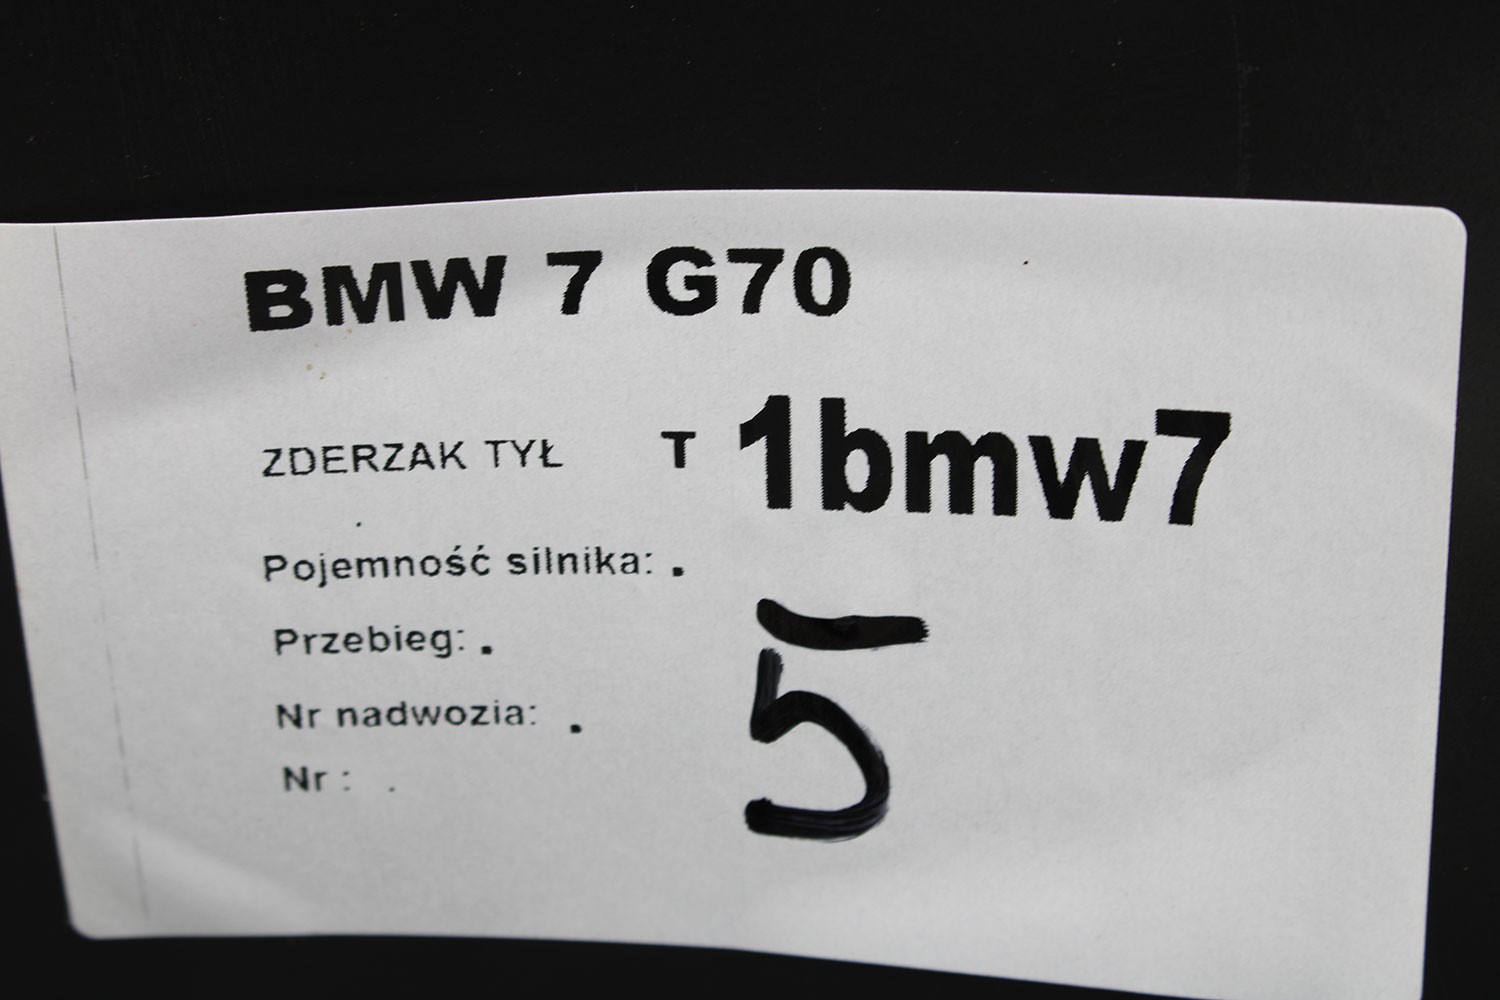 BMW 7 G70
ZDERZAK TYŁ T 1bmw7
Pojemność silnika: .
Przebieg: .
Nr nadwozia: .
Nr : .
5